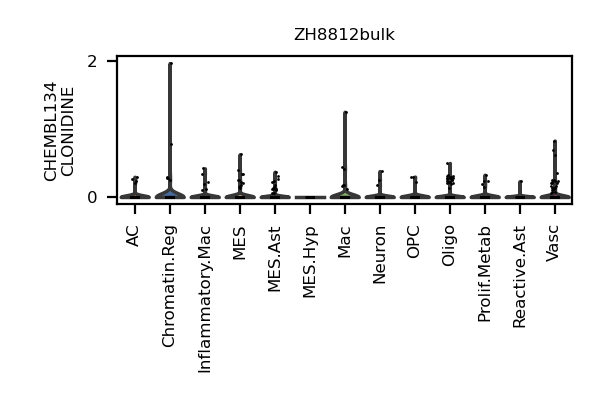 ZH8812bulk
CHEMBL134
CLONIDINE
2
0
AC
Chromatin.Reg
Inflammatory.Mac
MES
MES.Ast
MES.Hyp
Mac
Neuron
OPC
Oligo
Prolif.Metab
Reactive.Ast
Vasc